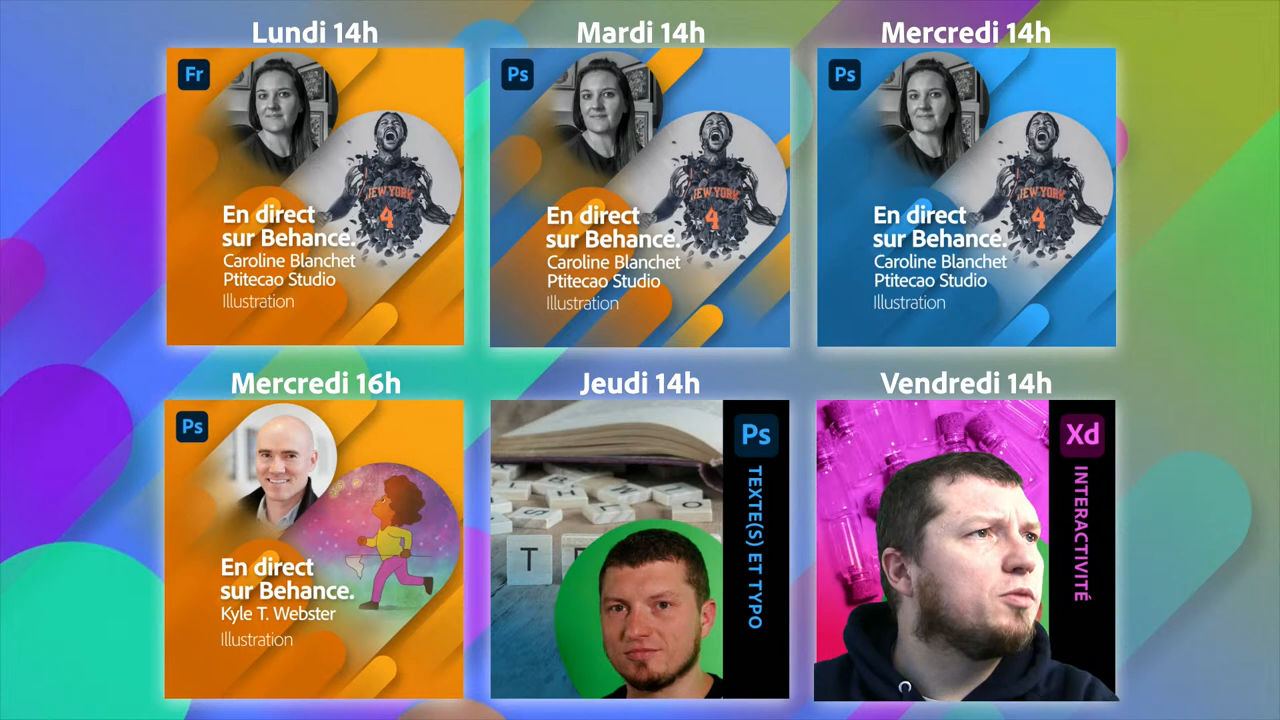 Lundi 14h
Fr
NEW YORK
4
En direct
sur Behance.
Caroline Blanchet
Ptitecao Studio
Illustration
Mardi 14h
Ps
NEW YORK
4
En direct
sur Behance.
Caroline Blanchet
Ptitecao Studio
Illustration
Mercredi 14h
Ps
NEW YORK
4
En direct
sur Behance.
Caroline Blanchet
Ptitecao Studio
Illustration
Mercredi 16h
Ps
En direct
sur Behance.
Kyle T. Webster
Illustration
Jeudi 14h
Ps
TEXTE(S) ET TYPO
T
Vendredi 14h
Xd
INTERACTIVITÉ